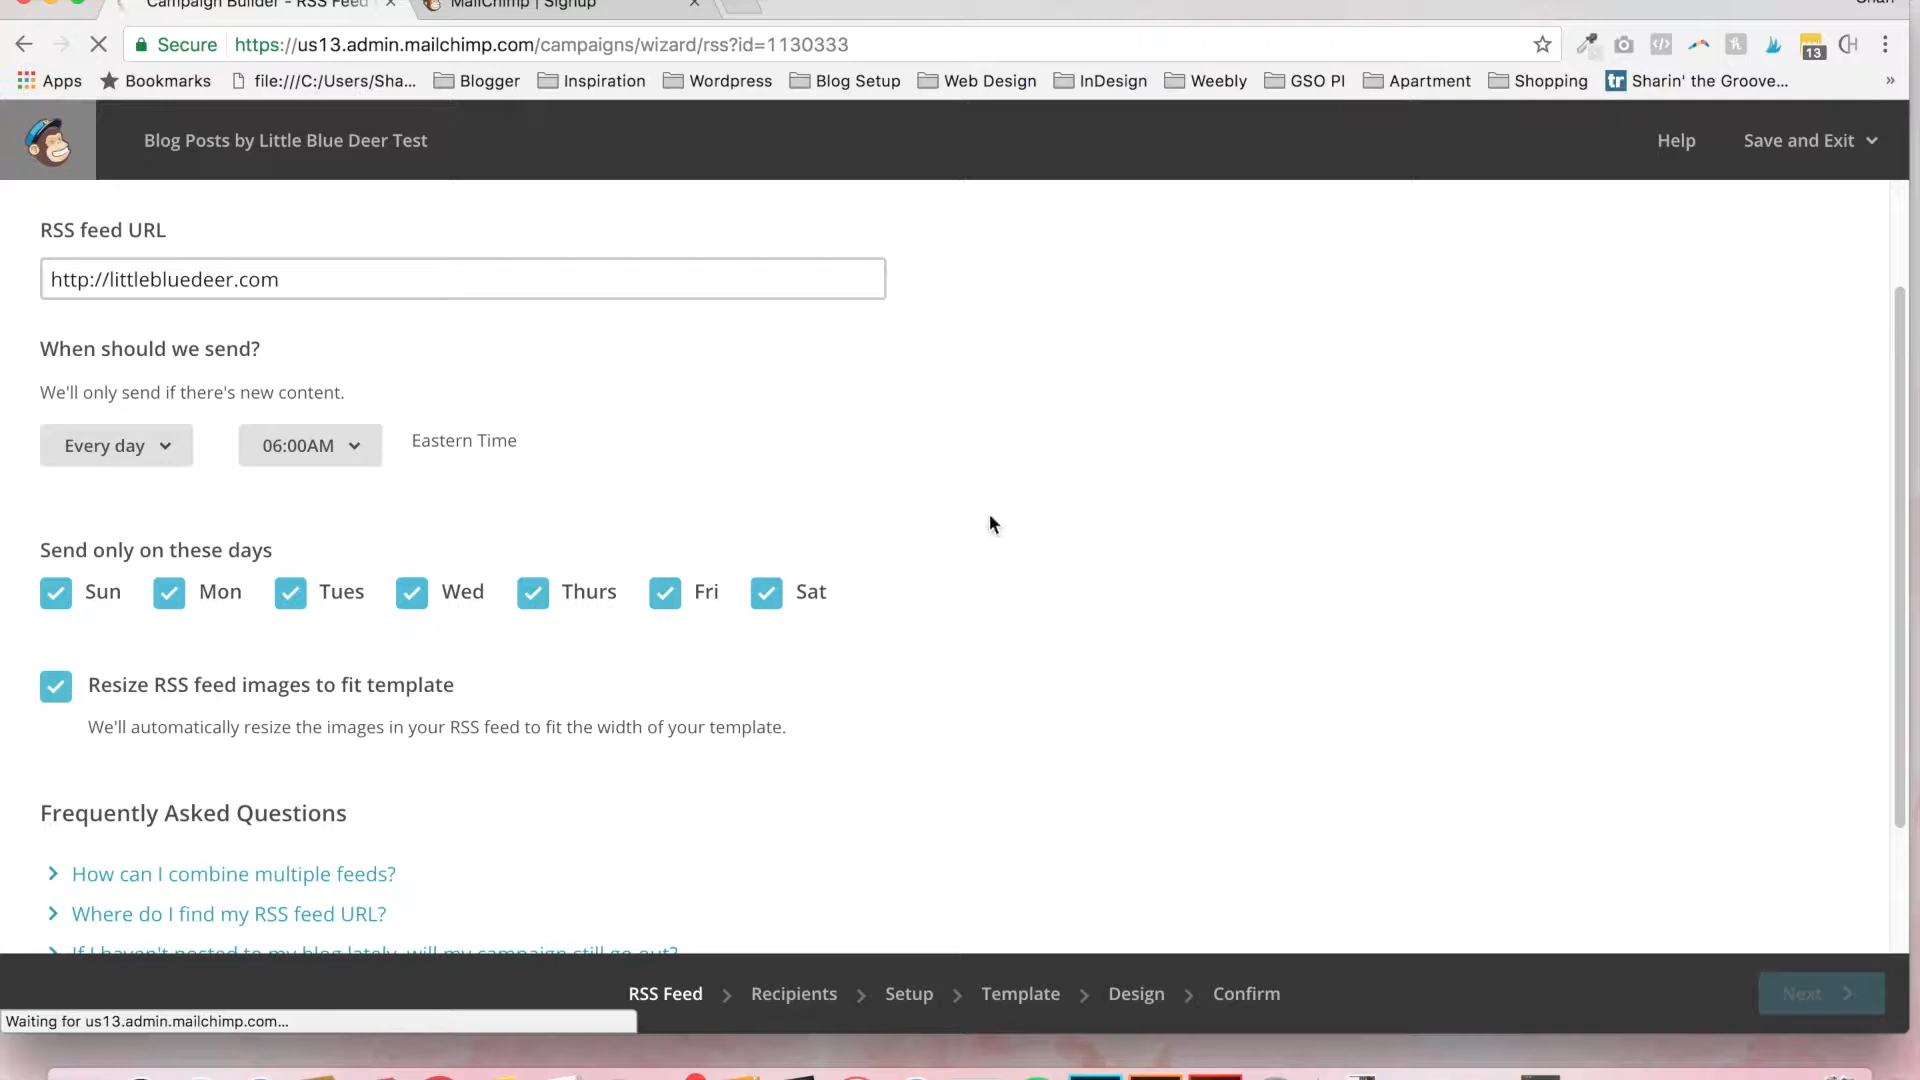 Campaign Builder - RSS Feed
MailChimp | Signup
Shari
Secure https://us13.admin.mailchimp.com/campaigns/wizard/rss?id=1130333
13
Apps Bookmarks file:///C:/Users/Sha... Blogger Inspiration Wordpress Blog Setup Web Design InDesign Weebly GSO PI Apartment Shopping tr Sharin' the Groove... »
Blog Posts by Little Blue Deer Test Help Save and Exit
RSS feed URL
http://littlebluedeer.com
When should we send?
We'll only send if there's new content.
Every day 06:00AM Eastern Time
Send only on these days
Sun Mon Tues Wed Thurs Fri Sat
Resize RSS feed images to fit template
We'll automatically resize the images in your RSS feed to fit the width of your template.
Frequently Asked Questions
How can I combine multiple feeds?
Where do I find my RSS feed URL?
If I haven't posted to my blog lately, will my campaign still go out?
RSS Feed Recipients Setup Template Design Confirm Next
Waiting for us13.admin.mailchimp.com...